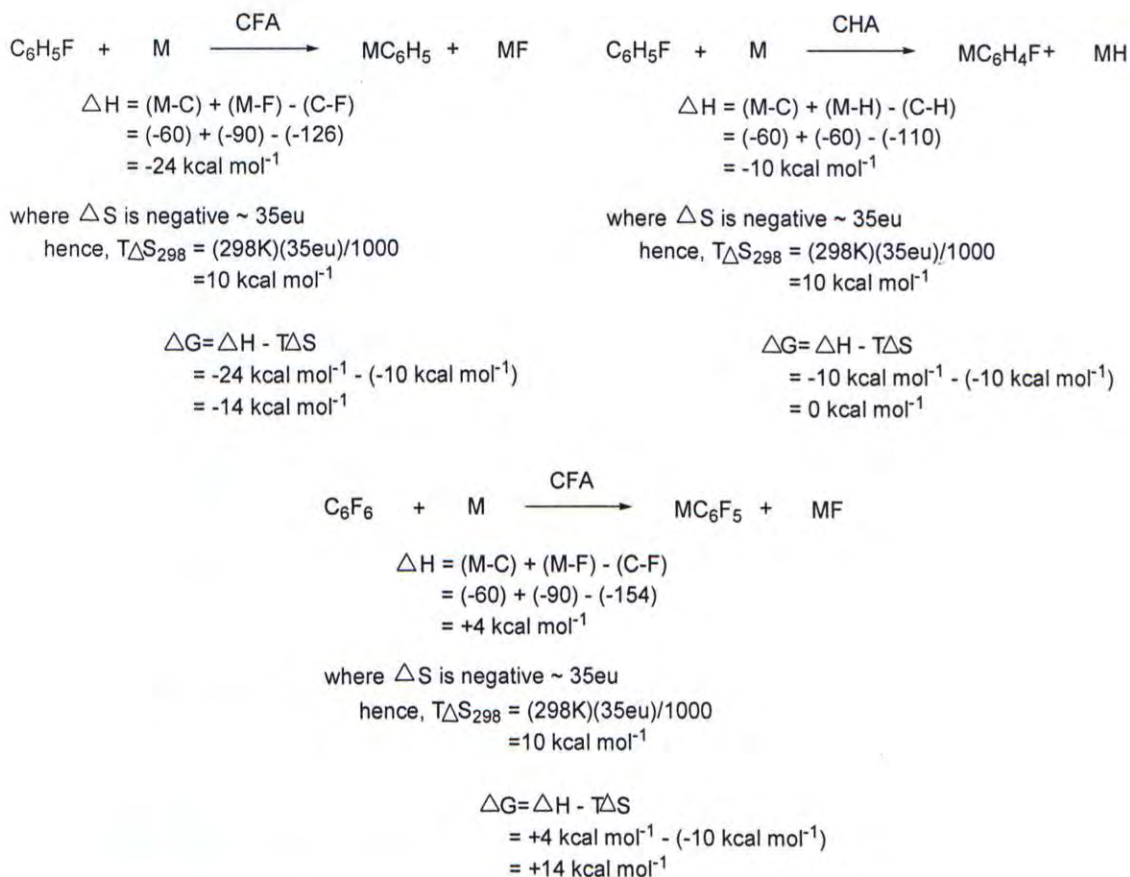 CFA
C₆H₅F + M → MC₆H₅ + MF
△H = (M-C) + (M-F) - (C-F)
= (-60) + (-90) - (-126)
= -24 kcal mol⁻¹
where △S is negative ~ 35eu
hence, T△S₂₉₈ = (298K)(35eu)/1000
=10 kcal mol⁻¹
△G= △H - T△S
= -24 kcal mol⁻¹ - (-10 kcal mol⁻¹)
= -14 kcal mol⁻¹
CHA
C₆H₅F + M → MC₆H₄F+ MH
△H = (M-C) + (M-H) - (C-H)
= (-60) + (-60) - (-110)
= -10 kcal mol⁻¹
where △S is negative ~ 35eu
hence, T△S₂₉₈ = (298K)(35eu)/1000
=10 kcal mol⁻¹
△G= △H - T△S
= -10 kcal mol⁻¹ - (-10 kcal mol⁻¹)
= 0 kcal mol⁻¹
CFA
C₆F₆ + M → MC₆F₅ + MF
△H = (M-C) + (M-F) - (C-F)
= (-60) + (-90) - (-154)
= +4 kcal mol⁻¹
where △S is negative ~ 35eu
hence, T△S₂₉₈ = (298K)(35eu)/1000
=10 kcal mol⁻¹
△G= △H - T△S
= +4 kcal mol⁻¹ - (-10 kcal mol⁻¹)
= +14 kcal mol⁻¹